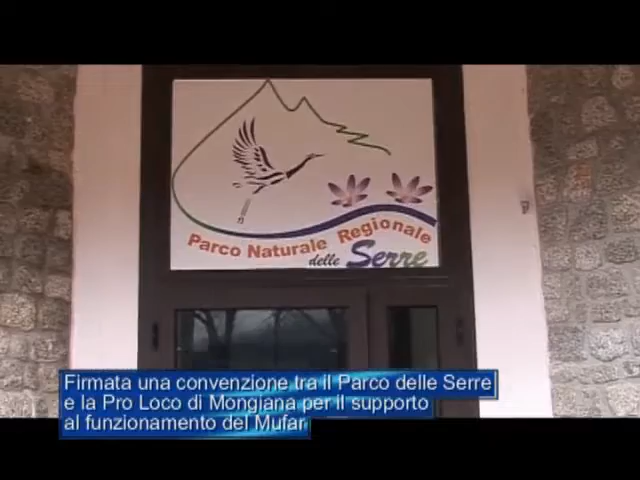 Parco Naturale Regionale
delle Serre
Firmata una convenzione tra il Parco delle Serre
e la Pro Loco di Mongiana per il supporto
al funzionamento del Mufar